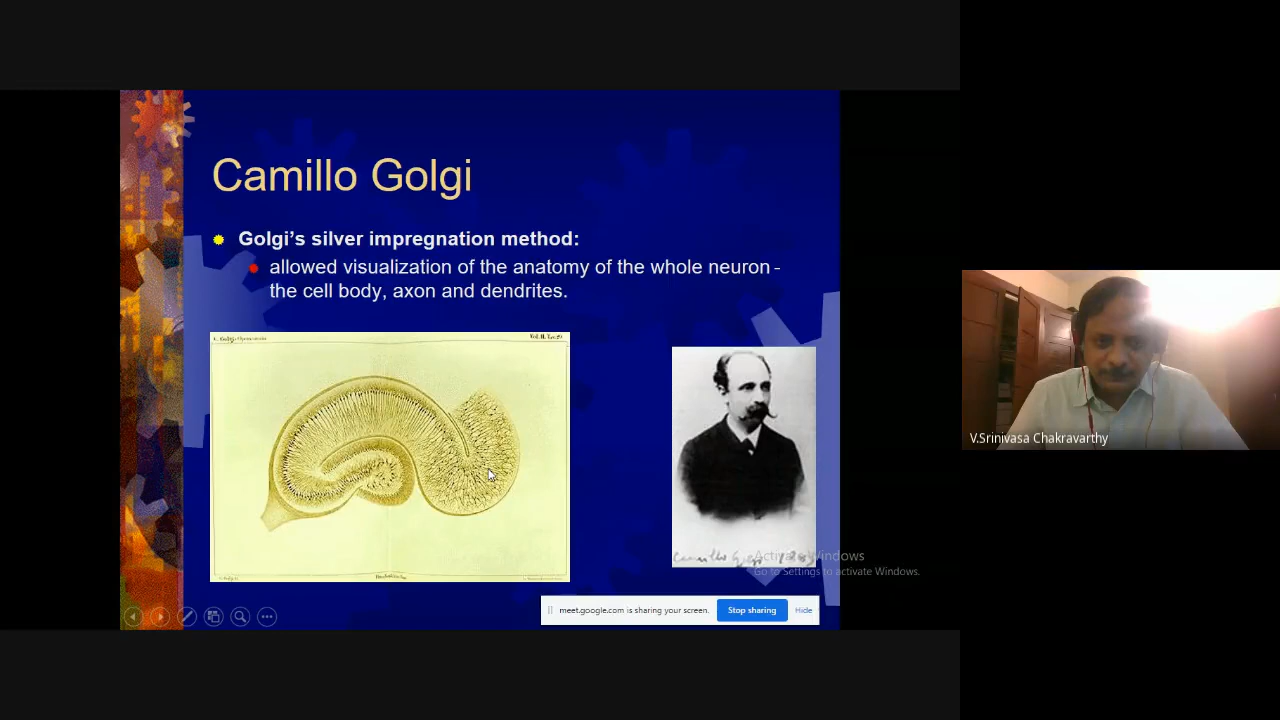 Camillo Golgi
Golgi's silver impregnation method:
allowed visualization of the anatomy of the whole neuron -
the cell body, axon and dendrites.
Activate Windows
Go to Settings to activate Windows.
meet.google.com is sharing your screen.
Stop sharing
Hide
V.Srinivasa Chakravarthy